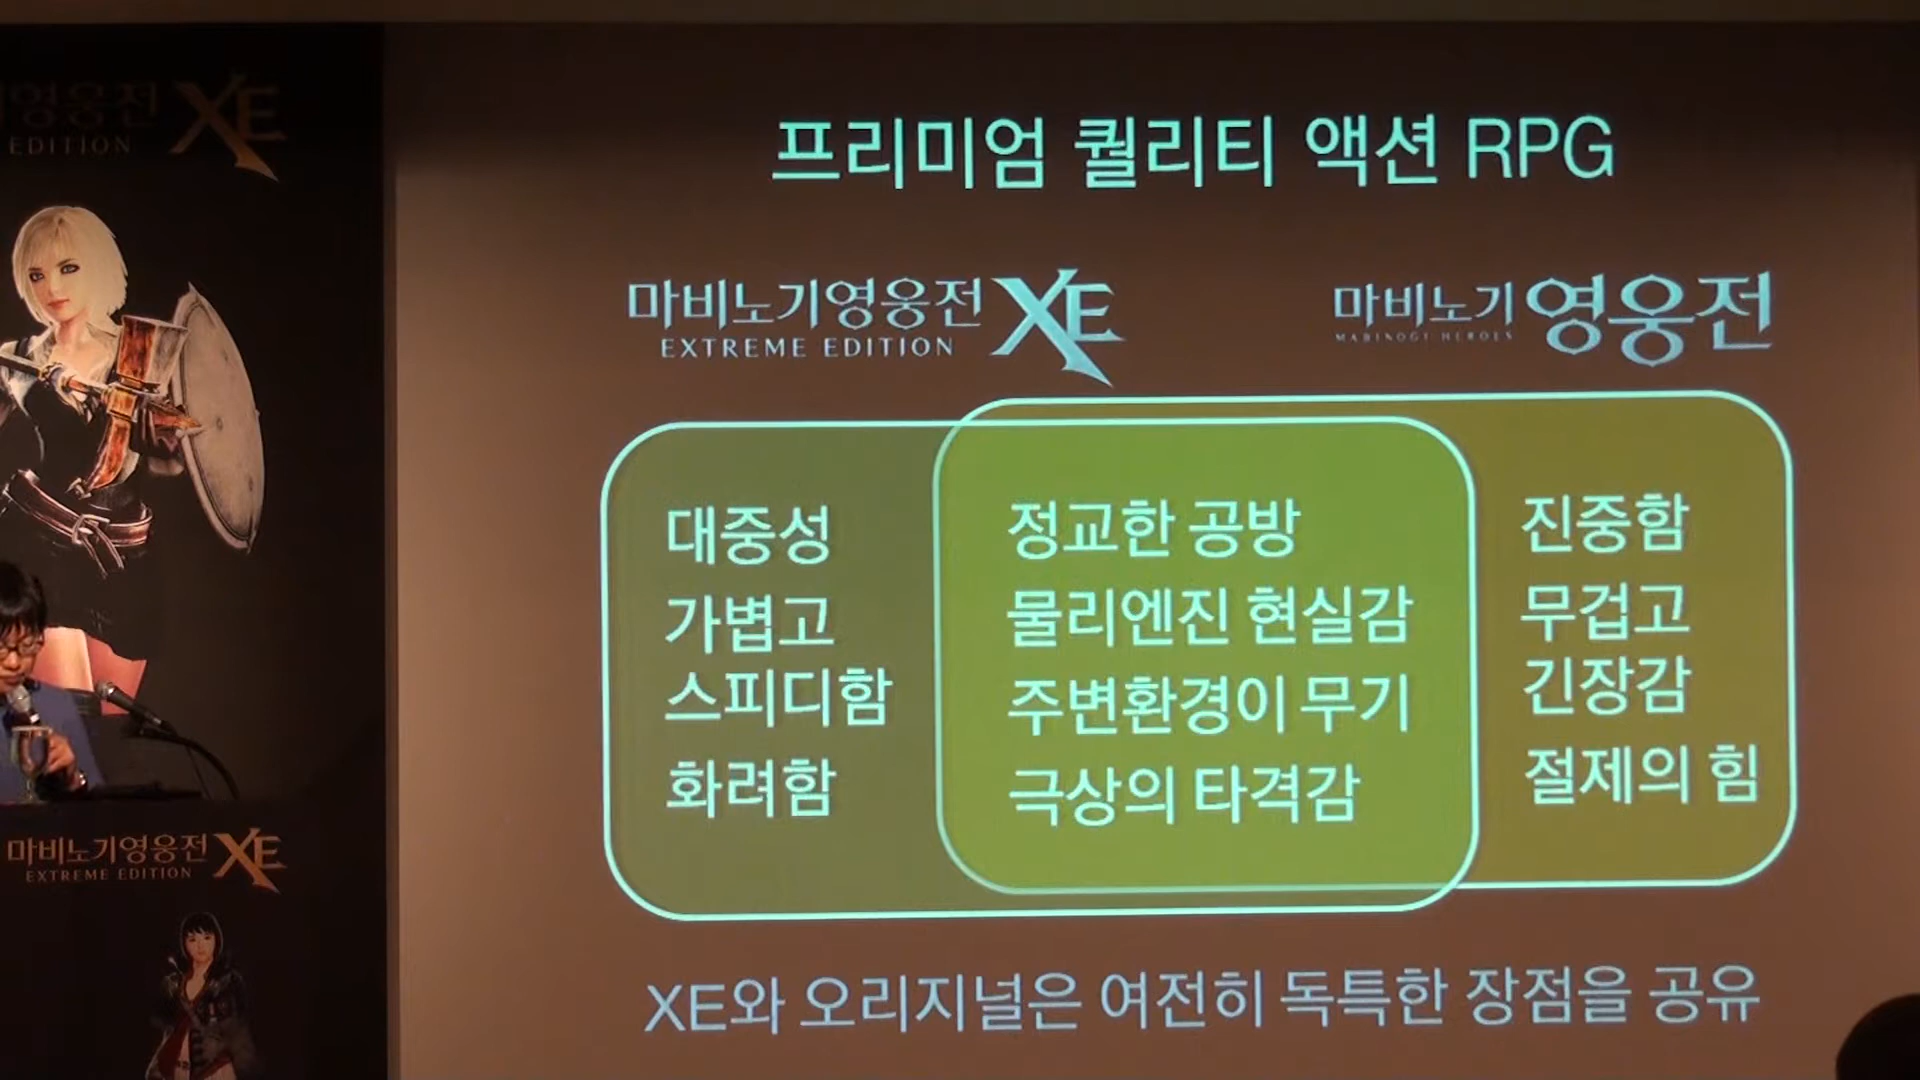 영웅전 XE
EDITION
프리미엄 퀄리티 액션 RPG
마비노기영웅전 XE
EXTREME EDITION
마비노기 영웅전
MABINOGI HEROES
대중성
가볍고
스피디함
화려함
정교한 공방
물리엔진 현실감
주변환경이 무기
극상의 타격감
진중함
무겁고
긴장감
절제의 힘
XE와 오리지널은 여전히 독특한 장점을 공유
마비노기영웅전 XE
EXTREME EDITION